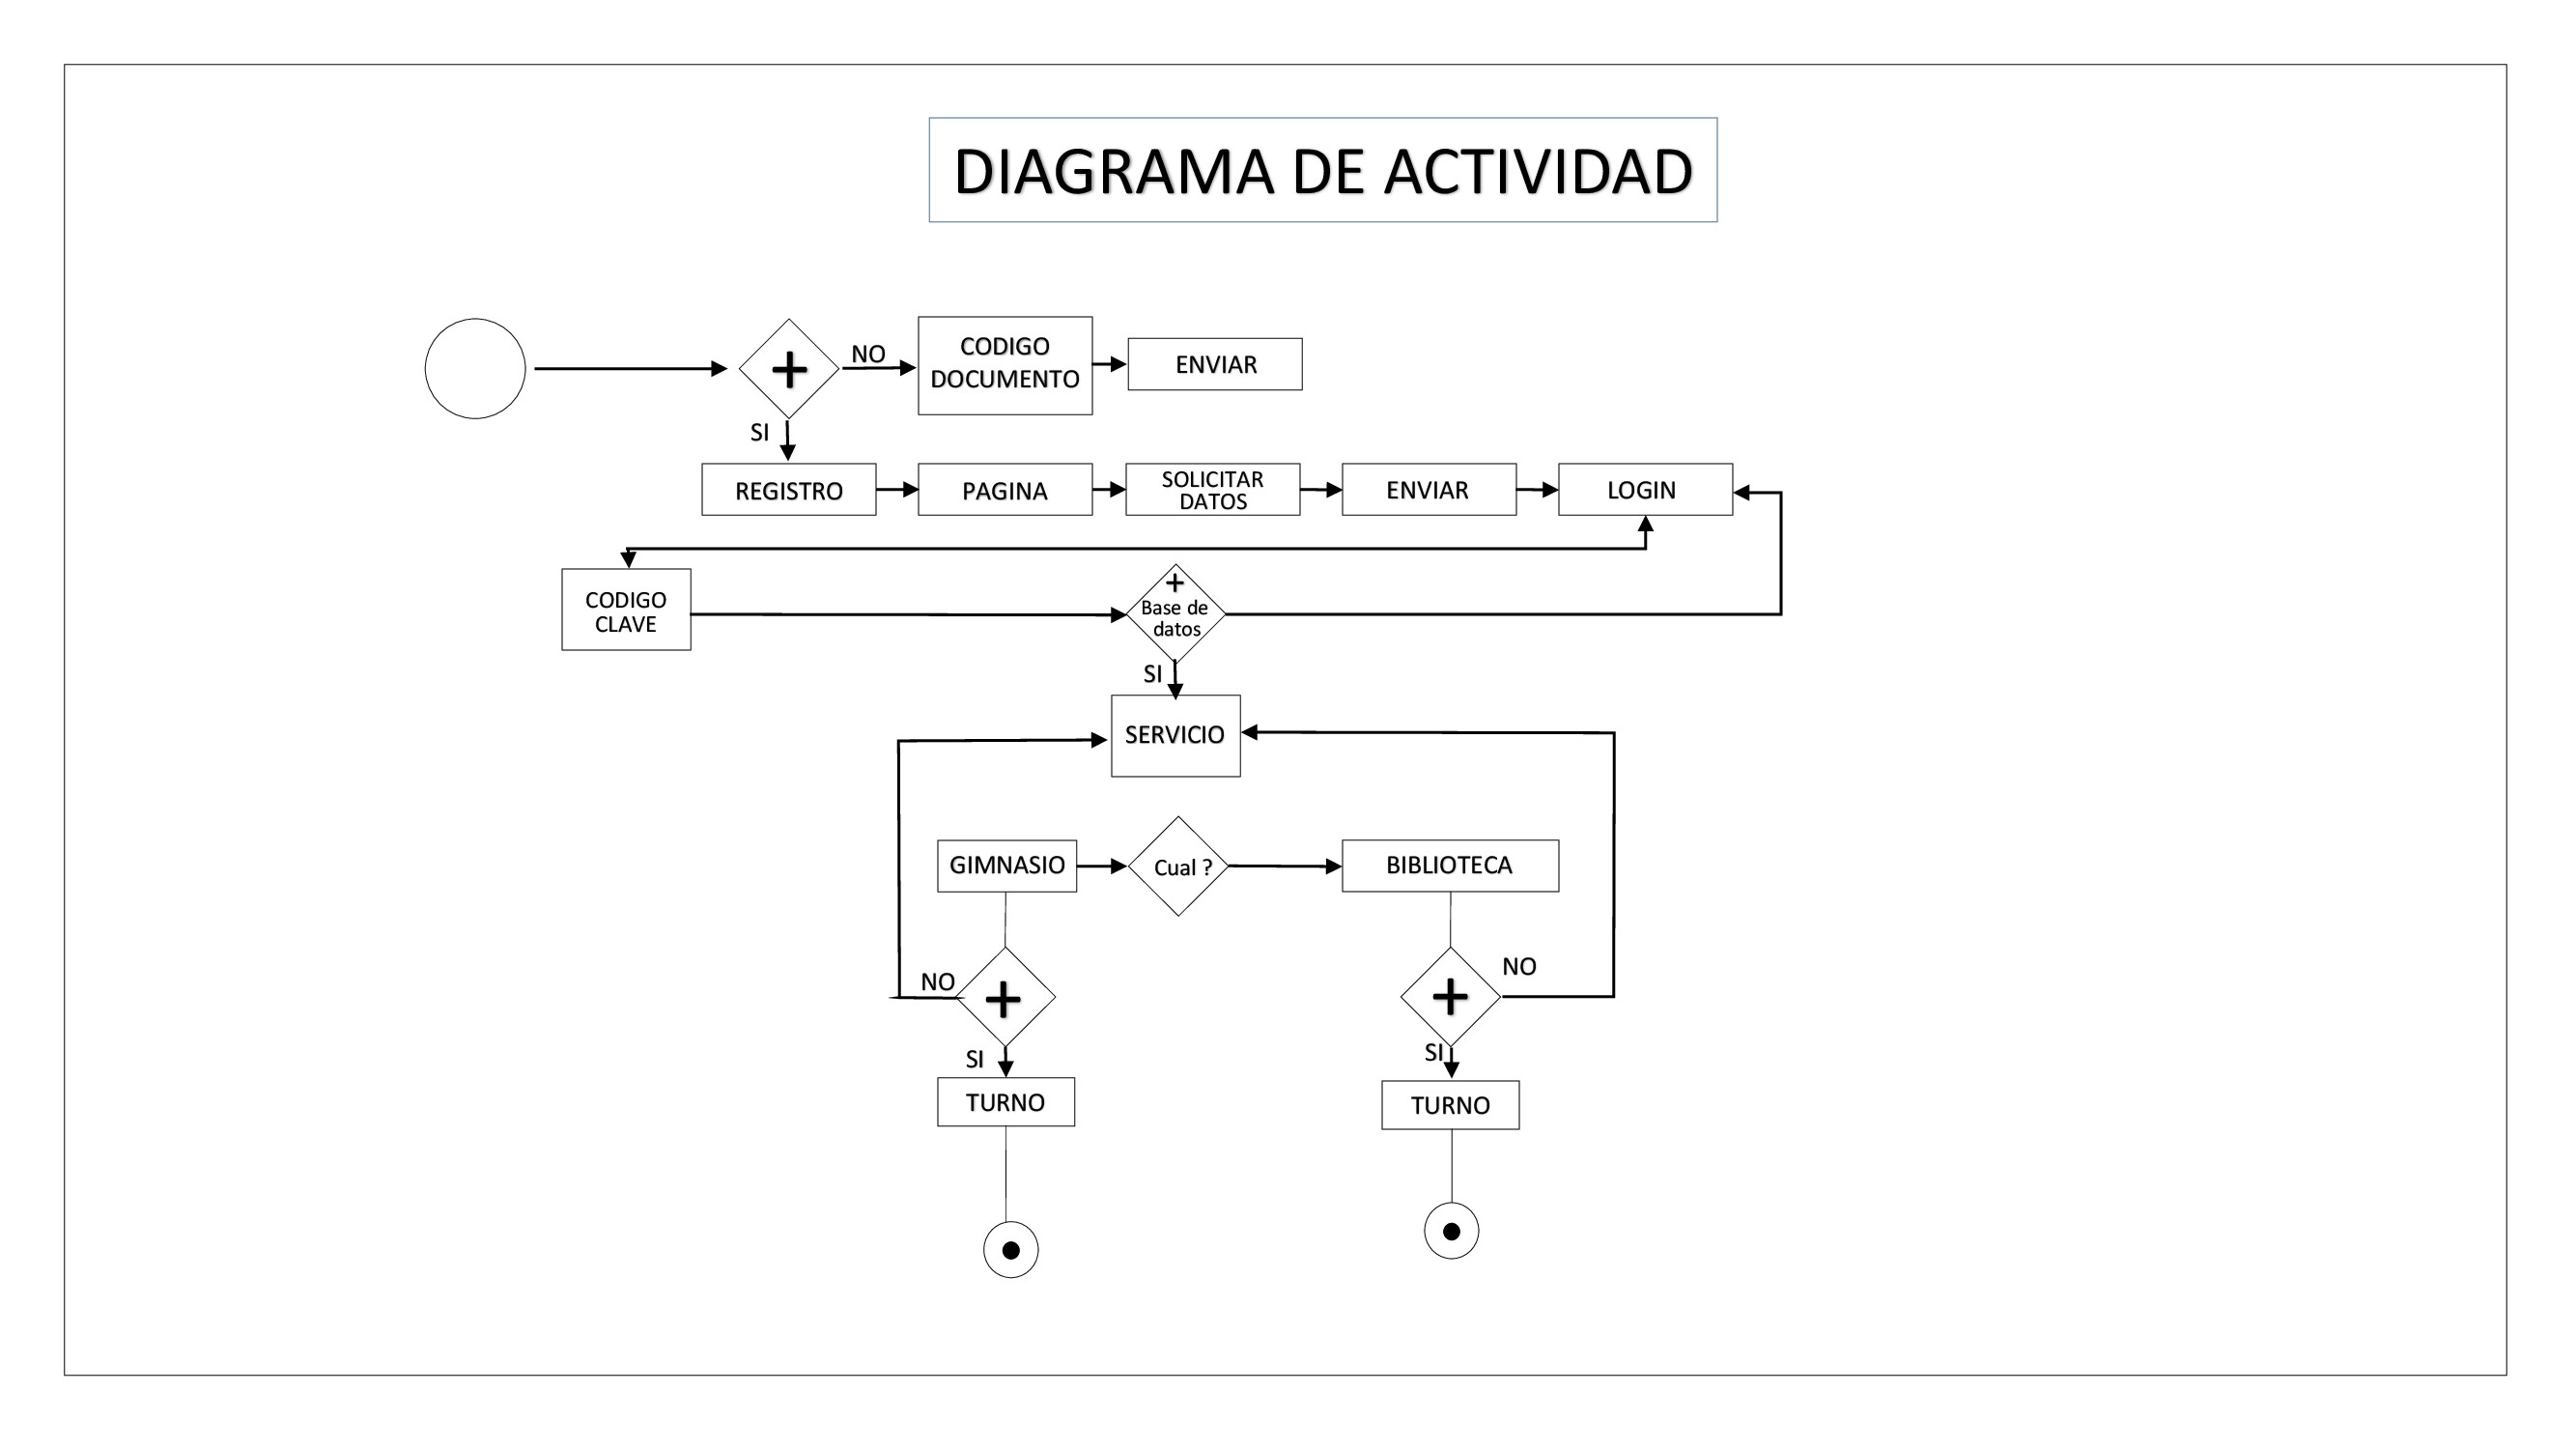 DIAGRAMA DE ACTIVIDAD
NO
CODIGO
DOCUMENTO
ENVIAR
SI
REGISTRO
PAGINA
SOLICITAR
DATOS
ENVIAR
LOGIN
CODIGO
CLAVE
Base de
datos
SI
SERVICIO
GIMNASIO
Cual ?
BIBLIOTECA
NO
NO
SI
SI
TURNO
TURNO